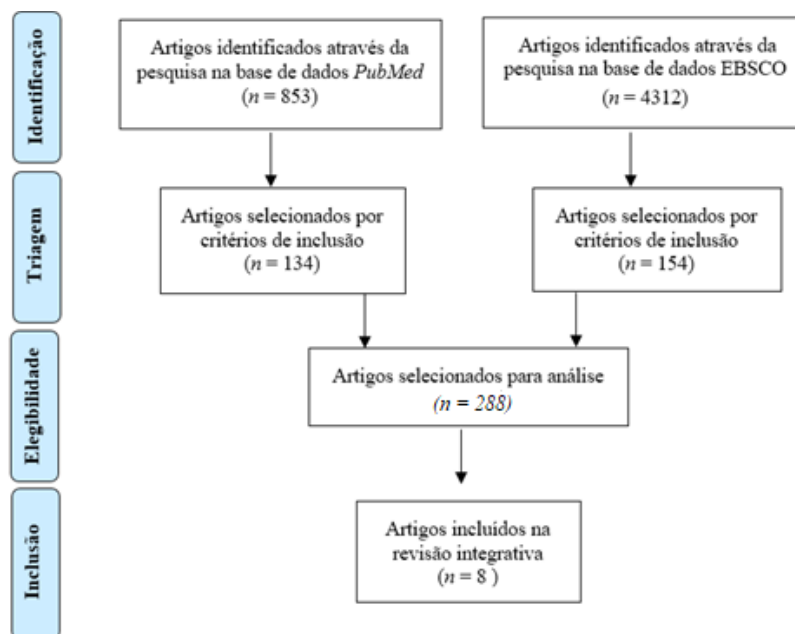 Identificação
Artigos identificados através da
pesquisa na base de dados PubMed
(n = 853)
Artigos identificados através da
pesquisa na base de dados EBSCO
(n = 4312)
Triagem
Artigos selecionados por
critérios de inclusão
(n = 134)
Artigos selecionados por
critérios de inclusão
(n = 154)
Elegibilidade
Artigos selecionados para análise
(n = 288)
Inclusão
Artigos incluídos na
revisão integrativa
(n = 8 )